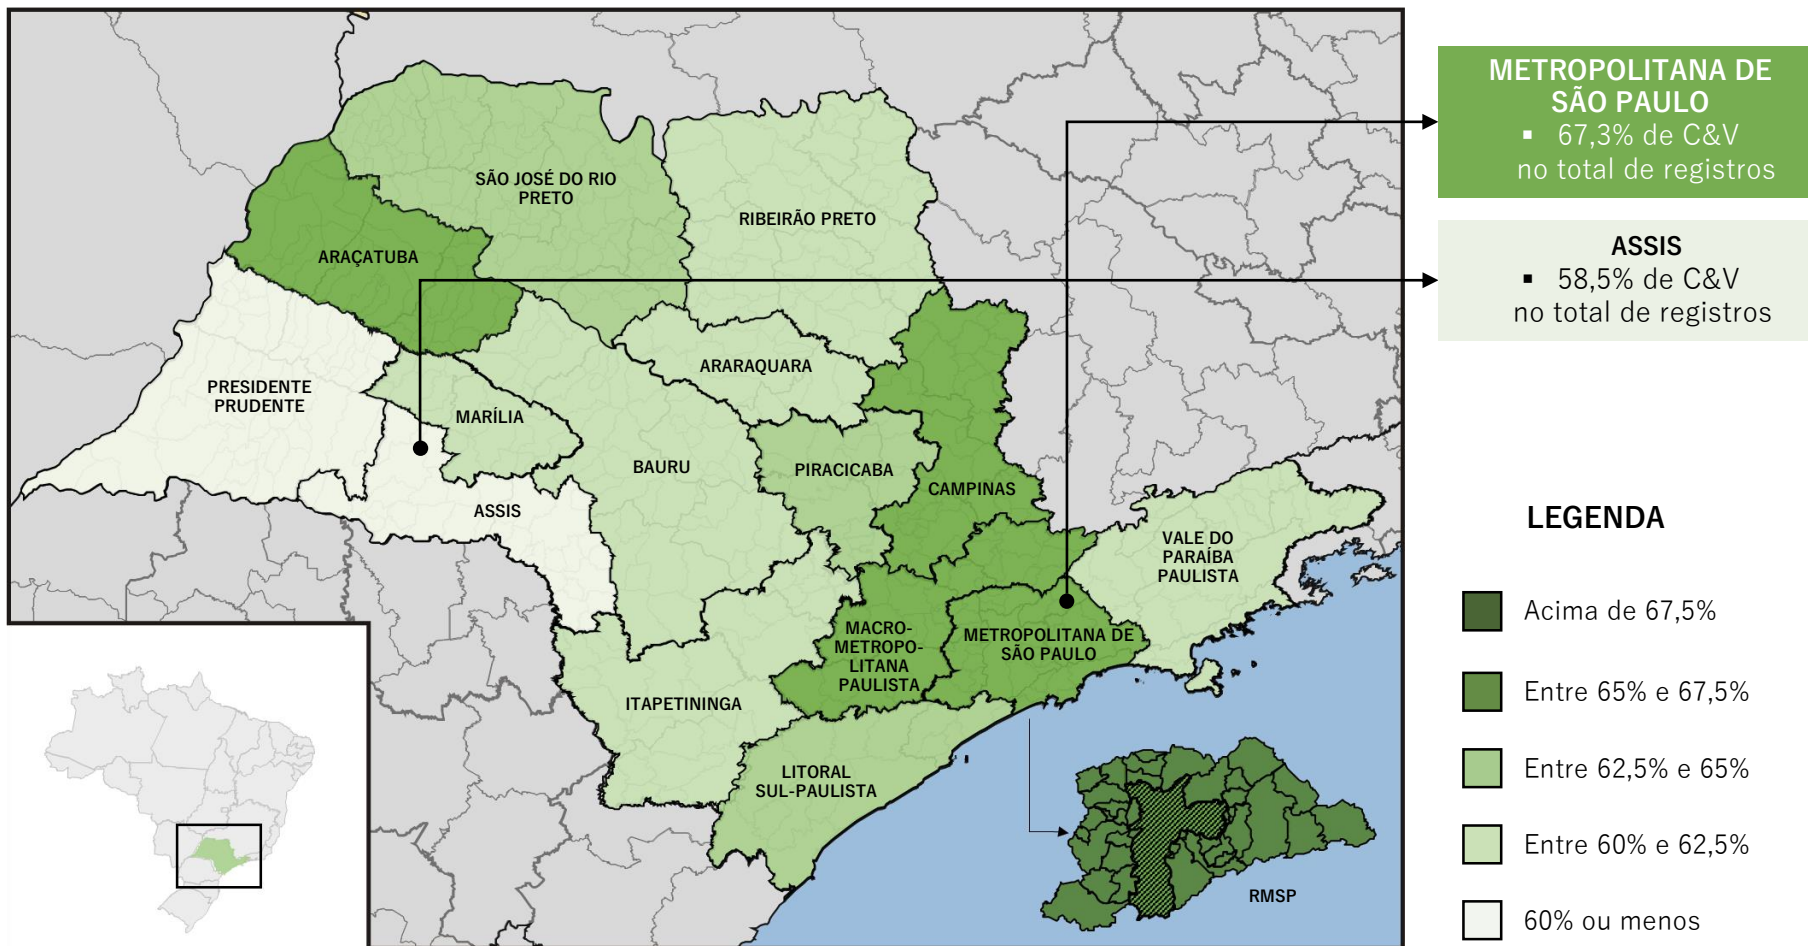 SÃO JOSÉ DO RIO
PRETO
RIBEIRÃO PRETO
ARAÇATUBA
ARARAQUARA
PRESIDENTE
PRUDENTE
MARÍLIA
BAURU
PIRACICABA
CAMPINAS
ASSIS
VALE DO
PARAÍBA
PAULISTA
MACRO-
METROPO-
LITANA
PAULISTA
METROPOLITANA DE
SÃO PAULO
ITAPETININGA
LITORAL
SUL-PAULISTA
RMSP
METROPOLITANA DE
SÃO PAULO
▪ 67,3% de C&V
no total de registros
ASSIS
▪ 58,5% de C&V
no total de registros
LEGENDA
Acima de 67,5%
Entre 65% e 67,5%
Entre 62,5% e 65%
Entre 60% e 62,5%
60% ou menos